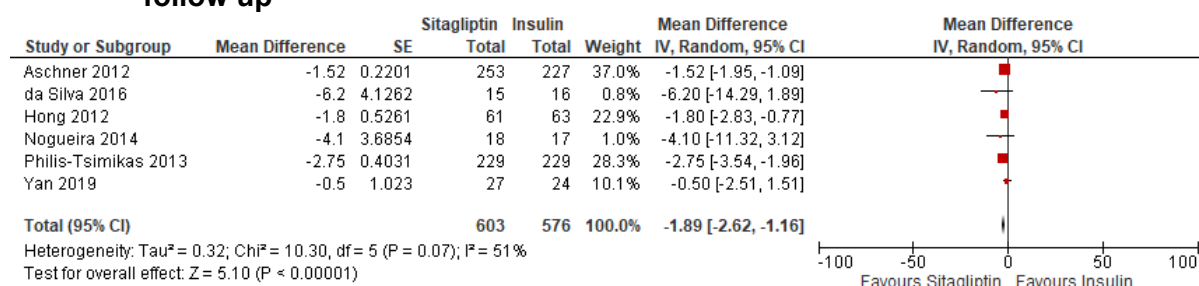 follow up
Sitagliptin Insulin Mean Difference Mean Difference
Study or Subgroup Mean Difference SE Total Total Weight IV, Random, 95% CI IV, Random, 95% CI
Aschner 2012 -1.52 0.2201 253 227 37.0% -1.52 [-1.95, -1.09]
da Silva 2016 -6.2 4.1262 15 16 0.8% -6.20 [-14.29, 1.89]
Hong 2012 -1.8 0.5261 61 63 22.9% -1.80 [-2.83, -0.77]
Nogueira 2014 -4.1 3.6854 18 17 1.0% -4.10 [-11.32, 3.12]
Philis-Tsimikas 2013 -2.75 0.4031 229 229 28.3% -2.75 [-3.54, -1.96]
Yan 2019 -0.5 1.023 27 24 10.1% -0.50 [-2.51, 1.51]
Total (95% CI) 603 576 100.0% -1.89 [-2.62, -1.16]
Heterogeneity: Tau² = 0.32; Chi² = 10.30, df = 5 (P = 0.07); I² = 51%
Test for overall effect: Z = 5.10 (P < 0.00001)
-100 -50 0 50 100
Favours Sitagliptin Favours Insulin